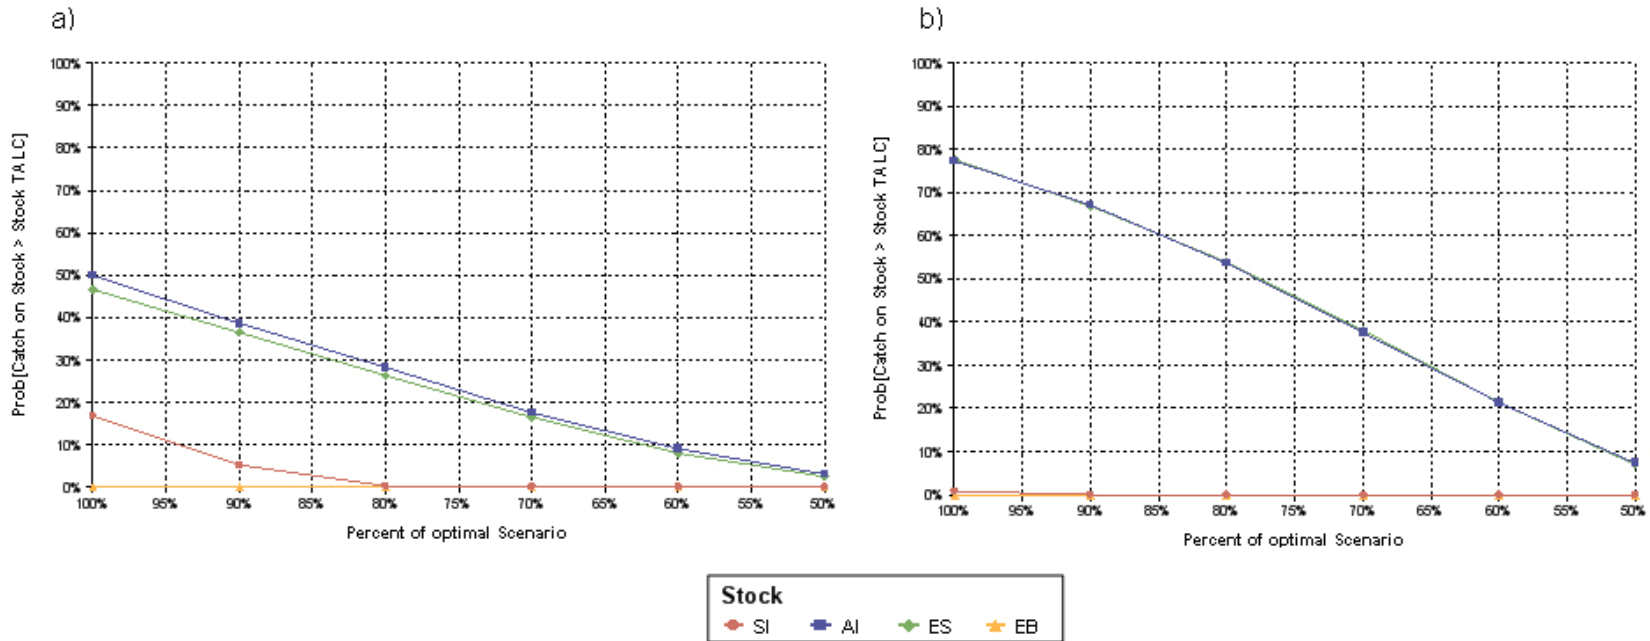 a)
100%
90%
80%
70%
60%
50%
40%
30%
20%
10%
0%
Prob[Catch on Stock > Stock TALC]
100% 95% 90% 85% 80% 75% 70% 65% 60% 55% 50%
Percent of optimal Scenario
b)
100%
90%
80%
70%
60%
50%
40%
30%
20%
10%
0%
Prob[Catch on Stock > Stock TALC]
100% 95% 90% 85% 80% 75% 70% 65% 60% 55% 50%
Percent of optimal Scenario
Stock
SI AI ES EB